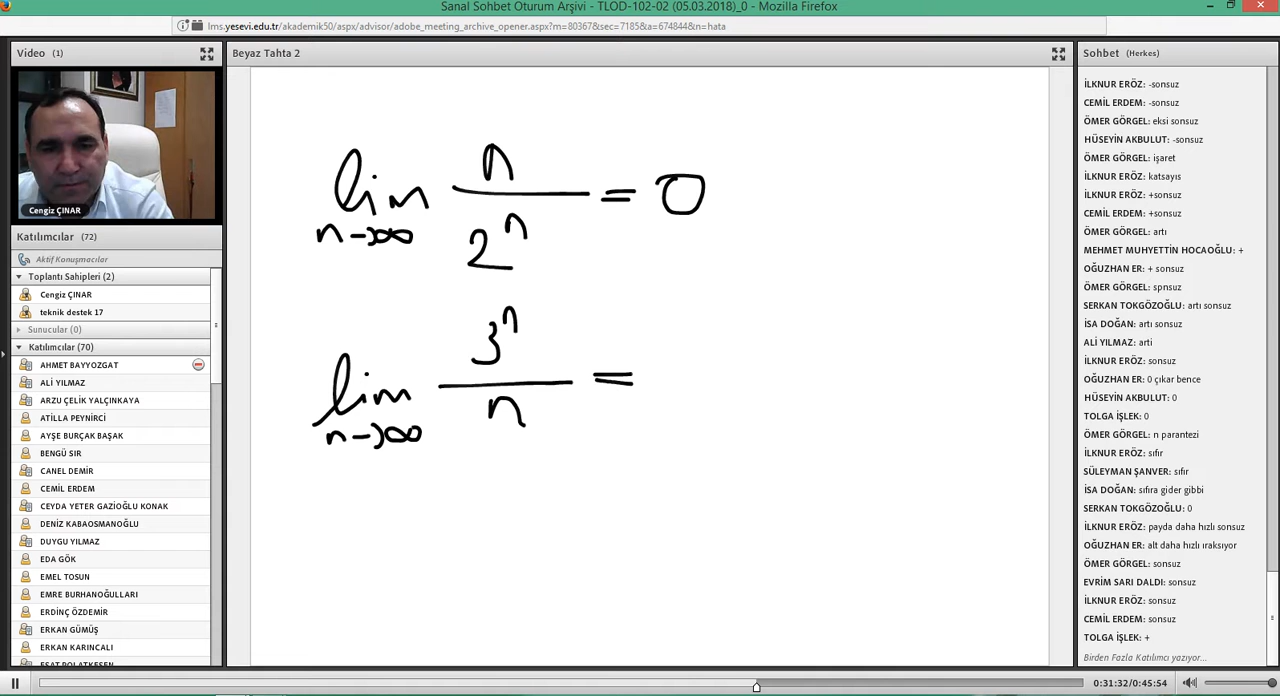 Sanal Sohbet Oturum Arşivi - TLOD-102-02 (05.03.2018)_0 - Mozilla Firefox
lms.yesevi.edu.tr/akademik50/aspx/advisor/adobe_meeting_archive_opener.aspx?m=80367&sec=7185&ta=674844&n=hata
Video (1)
Cengiz ÇINAR
Katılımcılar (72)
Aktif Konuşmacılar
Toplantı Sahipleri (2)
Cengiz ÇINAR
teknik destek 17
Sunucular (0)
Katılımcılar (70)
AHMET BAYYOZGAT
ALİ YILMAZ
ARZU ÇELİK YALÇINKAYA
ATİLLA PEYNİRCİ
AYŞE BURÇAK BAŞAK
BENGÜ SIR
CANEL DEMİR
CEMİL ERDEM
CEYDA YETER GAZİOĞLU KONAK
DENİZ KABAOSMANOĞLU
DUYGU YILMAZ
EDA GÖK
EMEL TOSUN
EMRE BURHANOĞULLARI
ERDİNÇ ÖZDEMİR
ERKAN GÜMÜŞ
ERKAN KARACALI
ESAT POLATKESEN
Beyaz Tahta 2
lim n→∞ n / 2^n = 0
lim n→∞ 3^n / n =
Sohbet (Herkes)
İLKNUR ERÖZ: -sonsuz
CEMİL ERDEM: -sonsuz
ÖMER GÖRGEL: eksi sonsuz
HÜSEYİN AKBULUT: -sonsuz
ÖMER GÖRGEL: işaret
İLKNUR ERÖZ: katsayıs
İLKNUR ERÖZ: +sonsuz
CEMİL ERDEM: +sonsuz
ÖMER GÖRGEL: artı
MEHMET MUHYETTİN HOCAOĞLU: +
OĞUZHAN ER: + sonsuz
ÖMER GÖRGEL: spnsuz
SERKAN TOKGÖZOĞLU: artı sonsuz
İSA DOĞAN: artı sonsuz
ALİ YILMAZ: arti
İLKNUR ERÖZ: sonsuz
OĞUZHAN ER: 0 çıkar bence
HÜSEYİN AKBULUT: 0
TOLGA İŞLEK: 0
ÖMER GÖRGEL: n parantezi
İLKNUR ERÖZ: sıfır
SÜLEYMAN ŞANVER: sıfır
İSA DOĞAN: sıfıra gider gibbi
SERKAN TOKGÖZOĞLU: 0
İLKNUR ERÖZ: payda daha hızlı sonsuz
OĞUZHAN ER: alt daha hızlı ıraksıyor
ÖMER GÖRGEL: sonsuz
EVRİM SARI DALDI: sonsuz
İLKNUR ERÖZ: sonsuz
CEMİL ERDEM: sonsuz
TOLGA İŞLEK: +
Birden Fazla Katılımcı yazıyor...
0:31:32/0:45:54